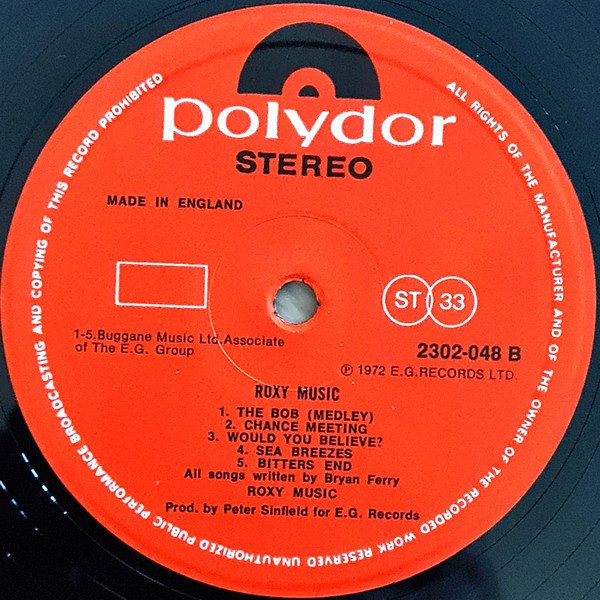 polydor
STEREO
MADE IN ENGLAND
ST 33
1-5.Buggane Music Ltd.Associate
of The E.G. Group
2302-048 B
℗ 1972 E.G.RECORDS LTD.
ROXY MUSIC
1. THE BOB (MEDLEY)
2. CHANCE MEETING
3. WOULD YOU BELIEVE?
4. SEA BREEZES
5. BITTERS END
All songs written by Bryan Ferry
ROXY MUSIC
Prod. by Peter Sinfield for E.G. Records
ALL RIGHTS OF THE MANUFACTURER AND OF THE OWNER OF THE RECORDED WORK RESERVED UNAUTHORIZED PUBLIC PERFORMANCE BROADCASTING AND COPYING OF THIS RECORD PROHIBITED